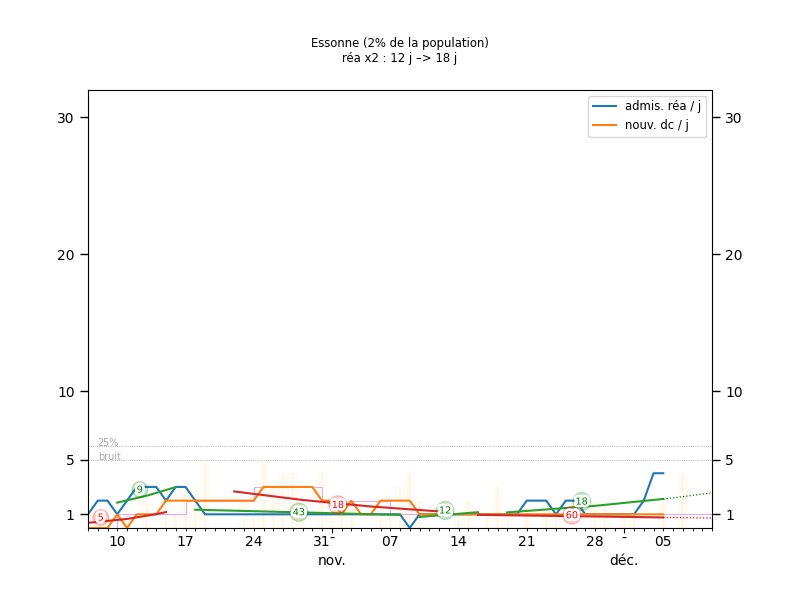 Essonne (2% de la population)
réa x2 : 12 j –> 18 j
admis. réa / j
nouv. dc / j
30 30
20 20
10 10
25%
5 bruit 5
1 1
5 9 43 18 12 60 18
10 17 24 31 07 14 21 28 - 05
nov. déc.